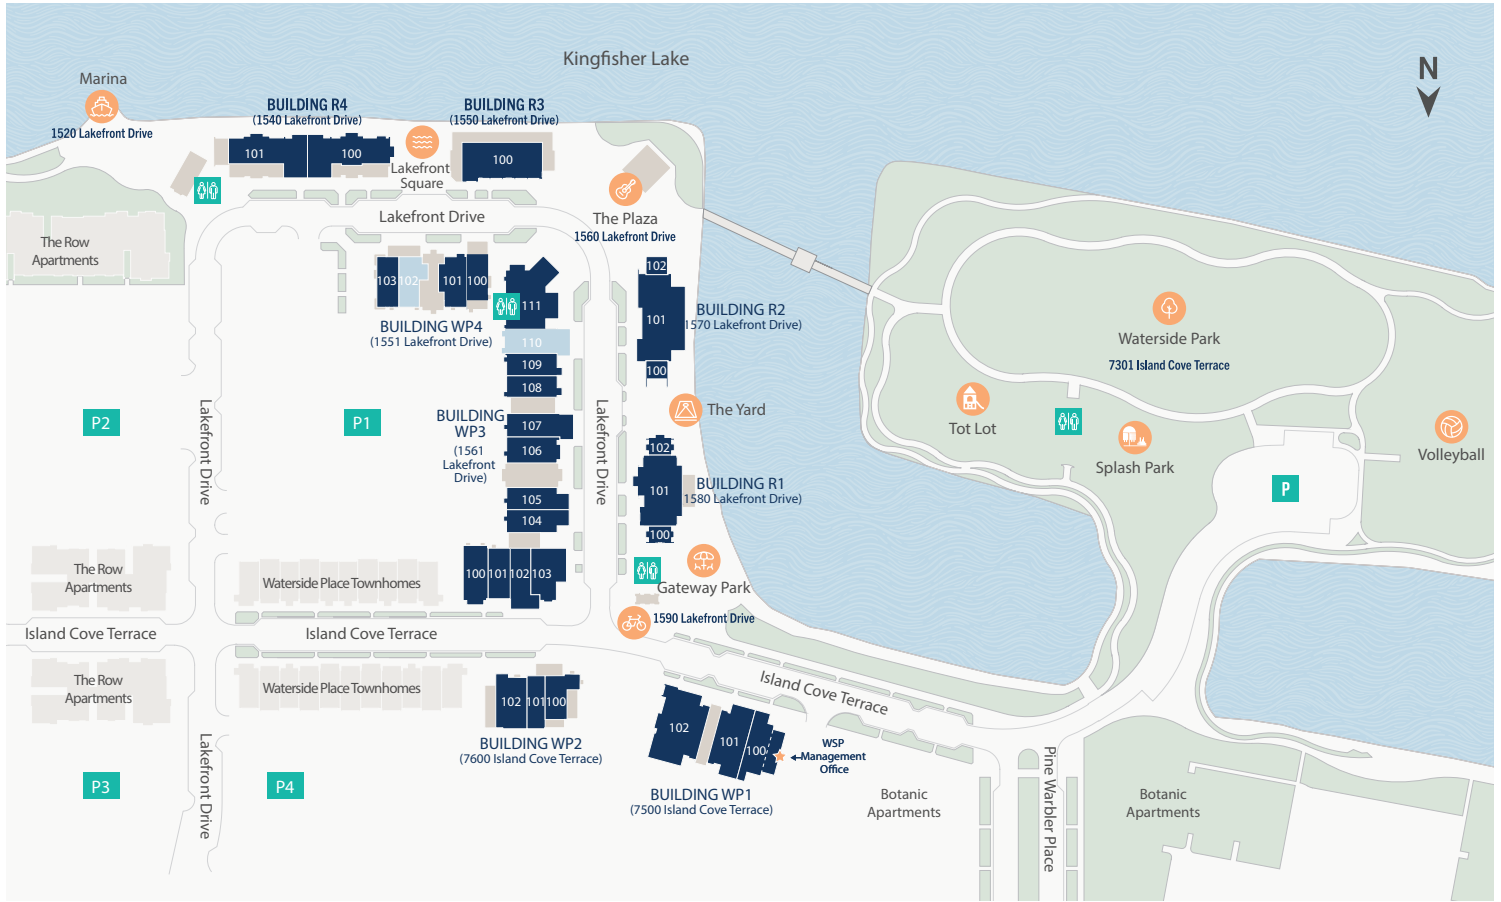 Kingfisher Lake
N
Marina
1520 Lakefront Drive
BUILDING R4
(1540 Lakefront Drive)
101
100
Lakefront
Square
BUILDING R3
(1550 Lakefront Drive)
100
The Plaza
1560 Lakefront Drive
Lakefront Drive
The Row
Apartments
103
102
101
100
BUILDING WP4
(1551 Lakefront Drive)
111
110
109
108
107
106
105
104
BUILDING
WP3
(1561
Lakefront
Drive)
100
101
102
103
102
101
100
BUILDING R2
1570 Lakefront Drive)
The Yard
102
101
100
BUILDING R1
1580 Lakefront Drive)
Gateway Park
1590 Lakefront Drive
Waterside Park
7301 Island Cove Terrace
Tot Lot
Splash Park
Volleyball
P
P2
P1
Lakefront Drive
Lakefront Drive
The Row
Apartments
Waterside Place Townhomes
Island Cove Terrace
Island Cove Terrace
The Row
Apartments
Waterside Place Townhomes
102
101
100
BUILDING WP2
(7600 Island Cove Terrace)
Island Cove Terrace
102
101
100
WSP
Management
Office
BUILDING WP1
(7500 Island Cove Terrace)
P3
Lakefront Drive
P4
Botanic
Apartments
Pine Warbler Place
Botanic
Apartments